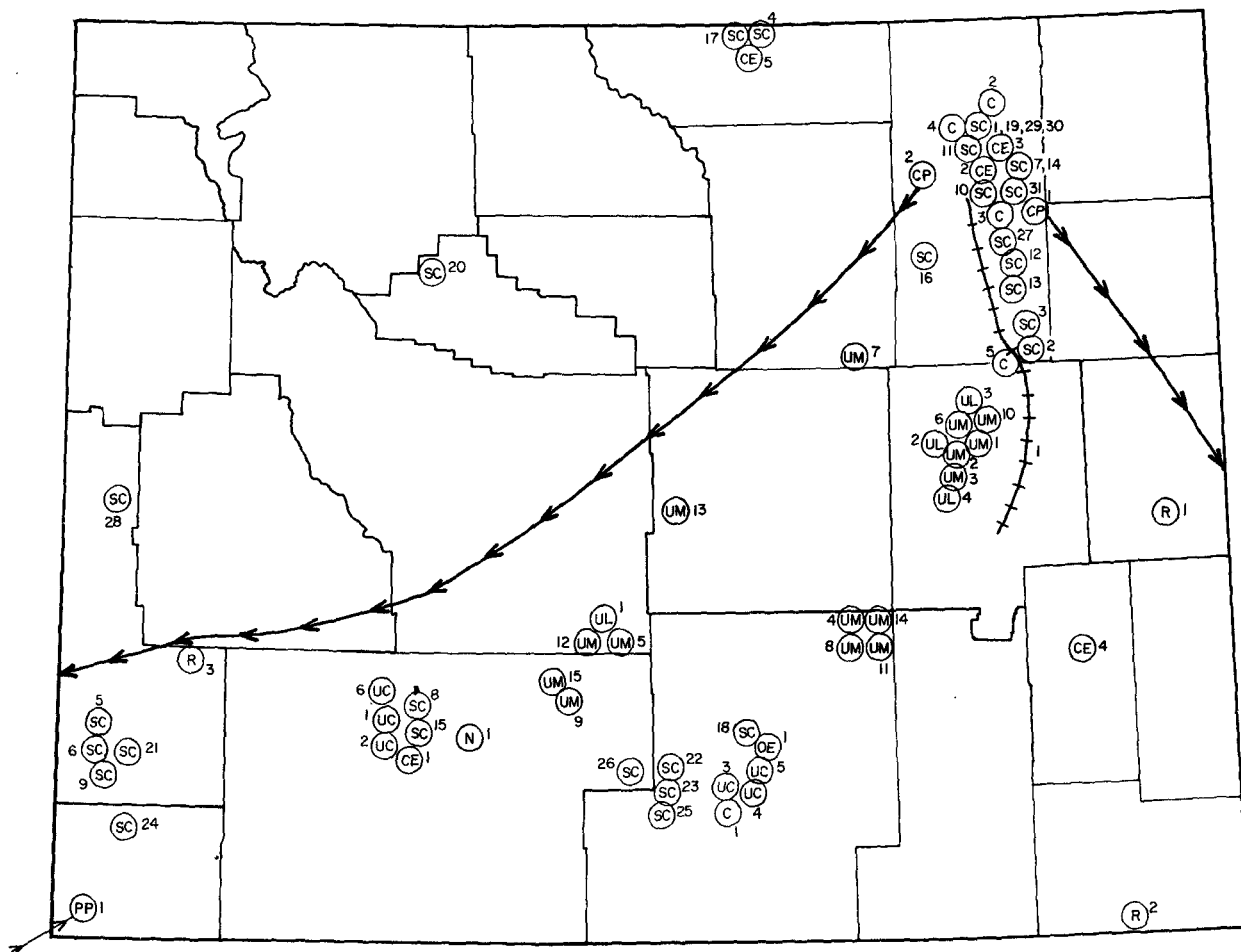 4
17 SC SC
CE 5
2
C
4 C SC 1, 19, 29, 30
11 SC CE 3
2 CE SC 7, 14
2
CP
10 SC SC 31
3 C CP 1
SC 27
SC 12
SC 16
SC 13
SC 20
SC 3
SC 2
5 C
UM 7
UL 3
6 UM UM 10
2 UL UM 1
UM 2
1
UM 3
UL 4
SC 28
UM 13
R 1
UL 1
12 UM UM 5
4 UM UM 14
8 UM UM 11
CE 4
R 3
UM 15
UM 9
6 UC SC 8
1 UC SC 15
2 UC CE 1
N 1
5 SC
6 SC SC 21
9 SC
18 SC OE 1
26 SC SC 22
UC 5
3 UC
SC 23
UC 4
SC 25
C 1
SC 24
PP 1
R 2